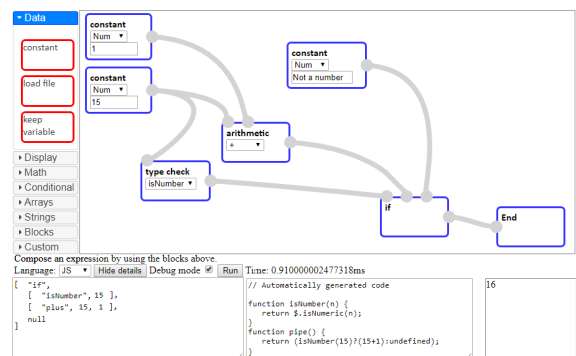 Data
constant
load file
keep
variable
Display
Math
Conditional
Arrays
Strings
Blocks
Custom
constant
Num
1
constant
Num
15
constant
Num
Not a number
arithmetic
+
type check
isNumber
if
End
Compose an expression by using the blocks above.
Language: JS Hide details Debug mode Run Time: 0.910000002477318ms
[ "if",
[ "isNumber", 15 ],
[ "plus", 15, 1 ],
null
]
// Automatically generated code
function isNumber(n) {
return $.isNumeric(n);
}
function pipe() {
return (isNumber(15)?(15+1):undefined);
}
16